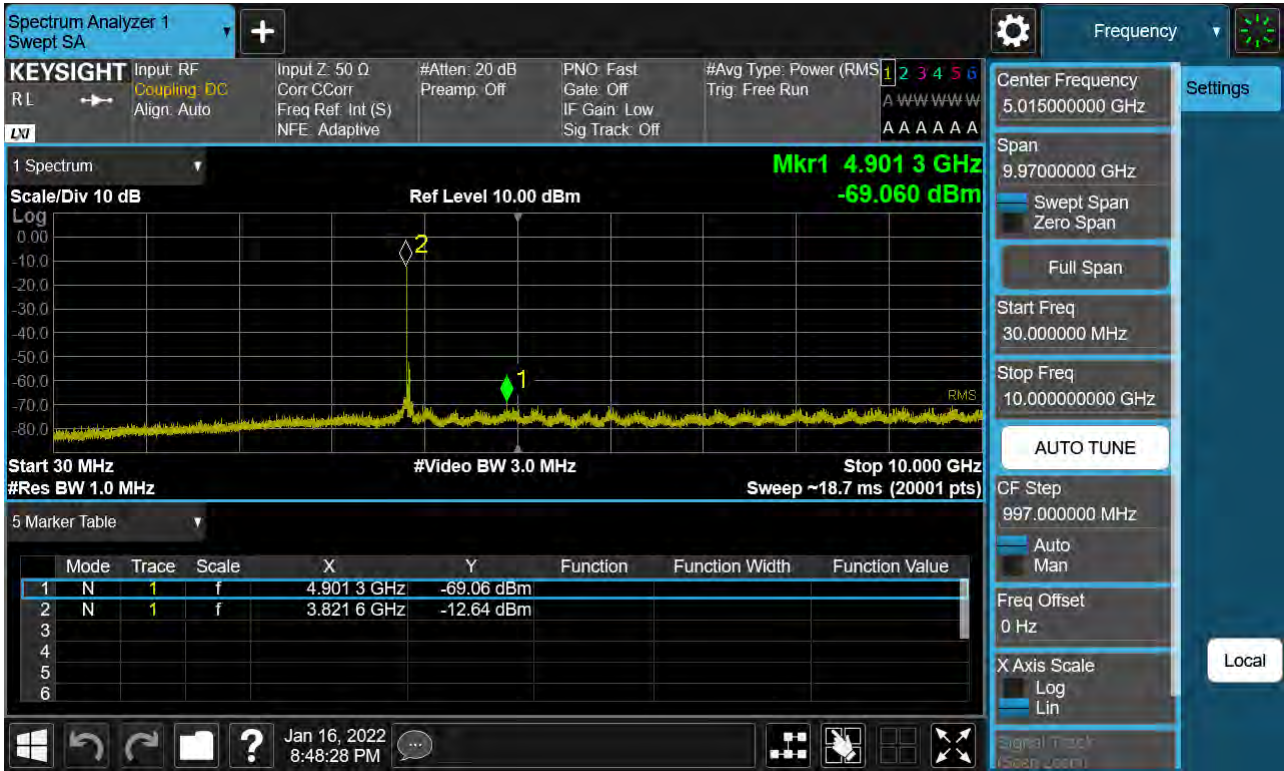 Spectrum Analyzer 1
Swept SA
Frequency
KEYSIGHT
RL
LXI
Input: RF
Coupling: DC
Align: Auto
Input Z: 50 Ω
Corr CCorr
Freq Ref: Int (S)
NFE: Adaptive
#Atten: 20 dB
Preamp: Off
PNO: Fast
Gate: Off
IF Gain: Low
Sig Track: Off
#Avg Type: Power (RMS
Trig: Free Run
1 2 3 4 5 6
A W W W W W
A A A A A A
1 Spectrum
Scale/Div 10 dB
Ref Level 10.00 dBm
Mkr1 4.901 3 GHz
-69.060 dBm
Log
0.00
-10.0
-20.0
-30.0
-40.0
-50.0
-60.0
-70.0
-80.0
2
1
RMS
Start 30 MHz
#Video BW 3.0 MHz
Stop 10.000 GHz
#Res BW 1.0 MHz
Sweep ~18.7 ms (20001 pts)
5 Marker Table
Mode Trace Scale X Y Function Function Width Function Value
1 N 1 f 4.901 3 GHz -69.06 dBm
2 N 1 f 3.821 6 GHz -12.64 dBm
3
4
5
6
Jan 16, 2022
8:48:28 PM
Center Frequency
5.015000000 GHz
Settings
Span
9.97000000 GHz
Swept Span
Zero Span
Full Span
Start Freq
30.000000 MHz
Stop Freq
10.000000000 GHz
AUTO TUNE
CF Step
997.000000 MHz
Auto
Man
Freq Offset
0 Hz
X Axis Scale
Log
Lin
Local
Signal Track
(Span Zoom)